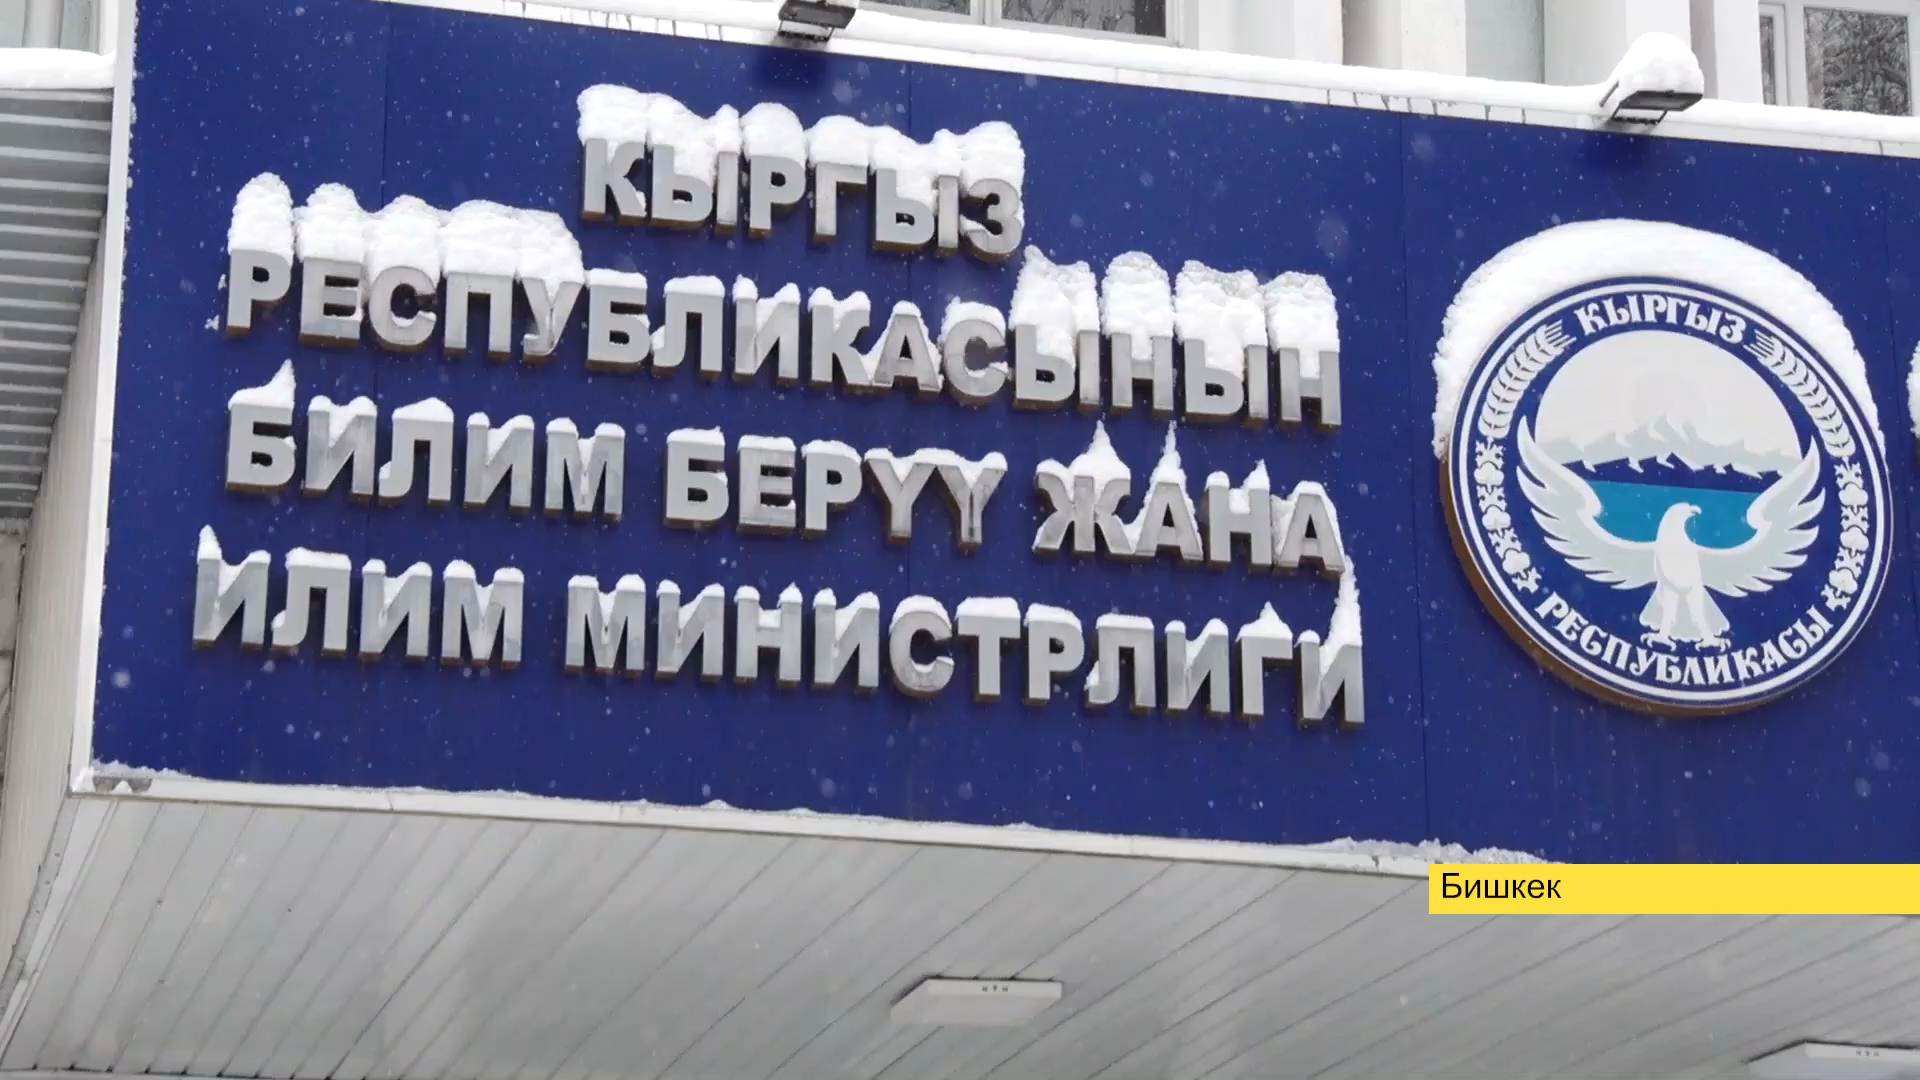 КЫРГЫЗ
РЕСПУБЛИКАСЫНЫН
БИЛИМ БЕРҮҮ ЖАНА
ИЛИМ МИНИСТРЛИГИ
КЫРГЫЗ
РЕСПУБЛИКАСЫ
Бишкек